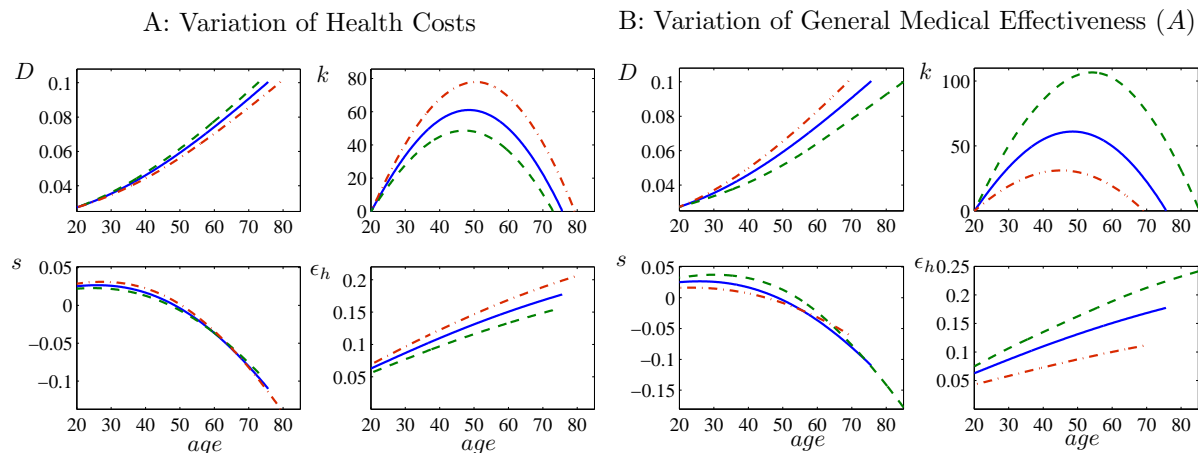 A: Variation of Health Costs
B: Variation of General Medical Effectiveness (A)
D
0.1
0.08
0.06
0.04
20 30 40 50 60 70 80
k
80
60
40
20
0
20 30 40 50 60 70 80
D
0.1
0.08
0.06
0.04
20 30 40 50 60 70 80
k
100
50
0
20 30 40 50 60 70 80
s
0.05
0
−0.05
−0.1
20 30 40 50 60 70 80
age
ϵh
0.2
0.15
0.1
0.05
20 30 40 50 60 70 80
age
s
0.05
0
−0.05
−0.1
−0.15
20 30 40 50 60 70 80
age
ϵh
0.25
0.2
0.15
0.1
0.05
20 30 40 50 60 70 80
age